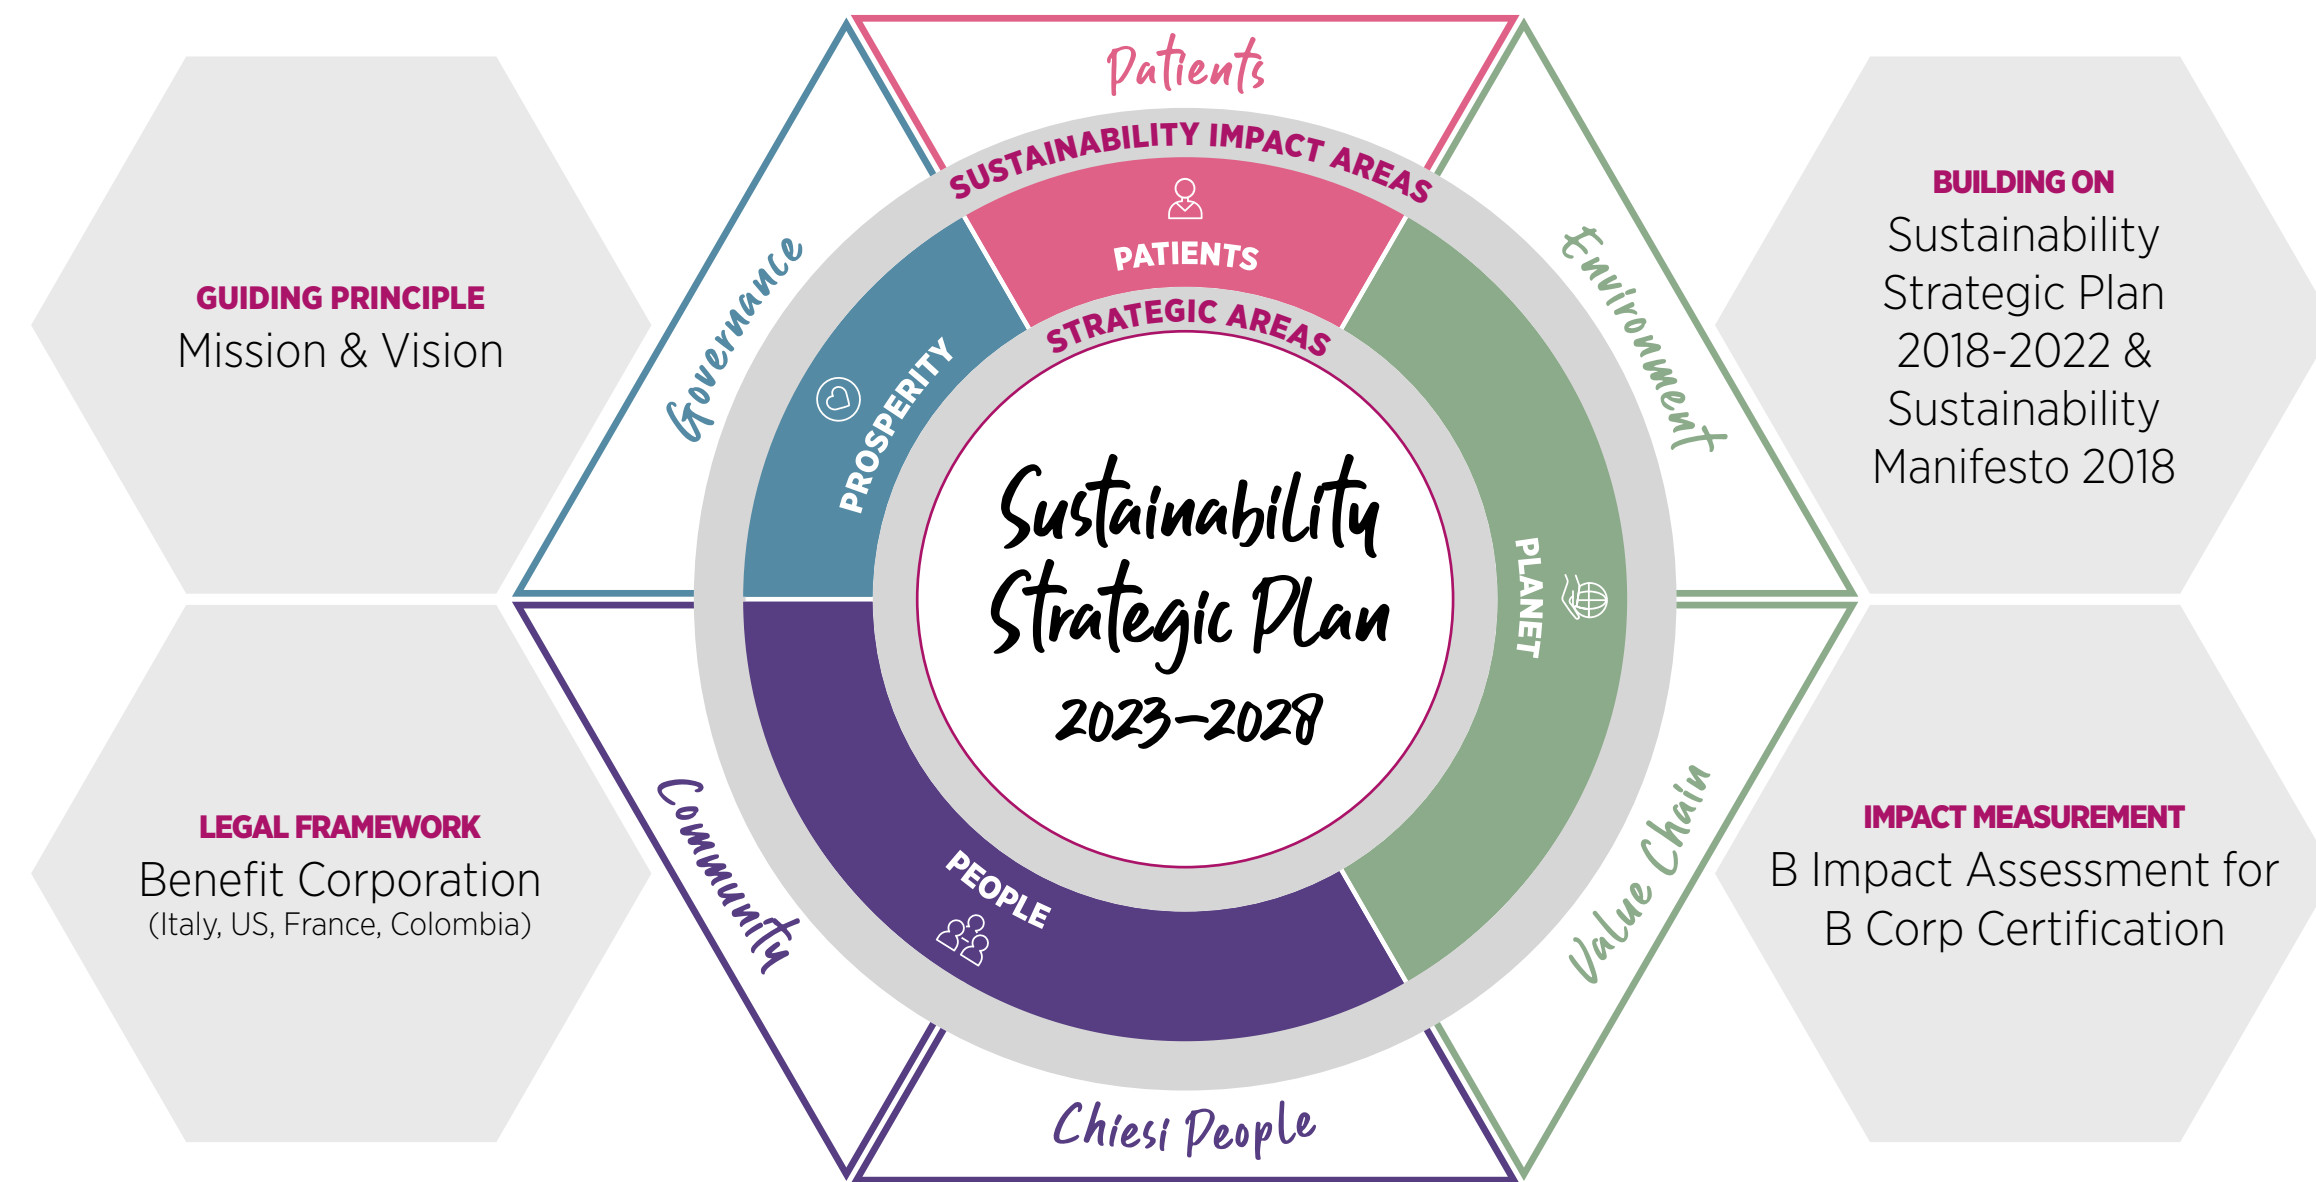 GUIDING PRINCIPLE
Mission & Vision
LEGAL FRAMEWORK
Benefit Corporation
(Italy, US, France, Colombia)
Patients
Governance
Environment
Community
Value Chain
Chiesi People
SUSTAINABILITY IMPACT AREAS
PATIENTS
PROSPERITY
PLANET
PEOPLE
STRATEGIC AREAS
Sustainability
Strategic Plan
2023–2028
BUILDING ON
Sustainability
Strategic Plan
2018-2022 &
Sustainability
Manifesto 2018
IMPACT MEASUREMENT
B Impact Assessment for
B Corp Certification